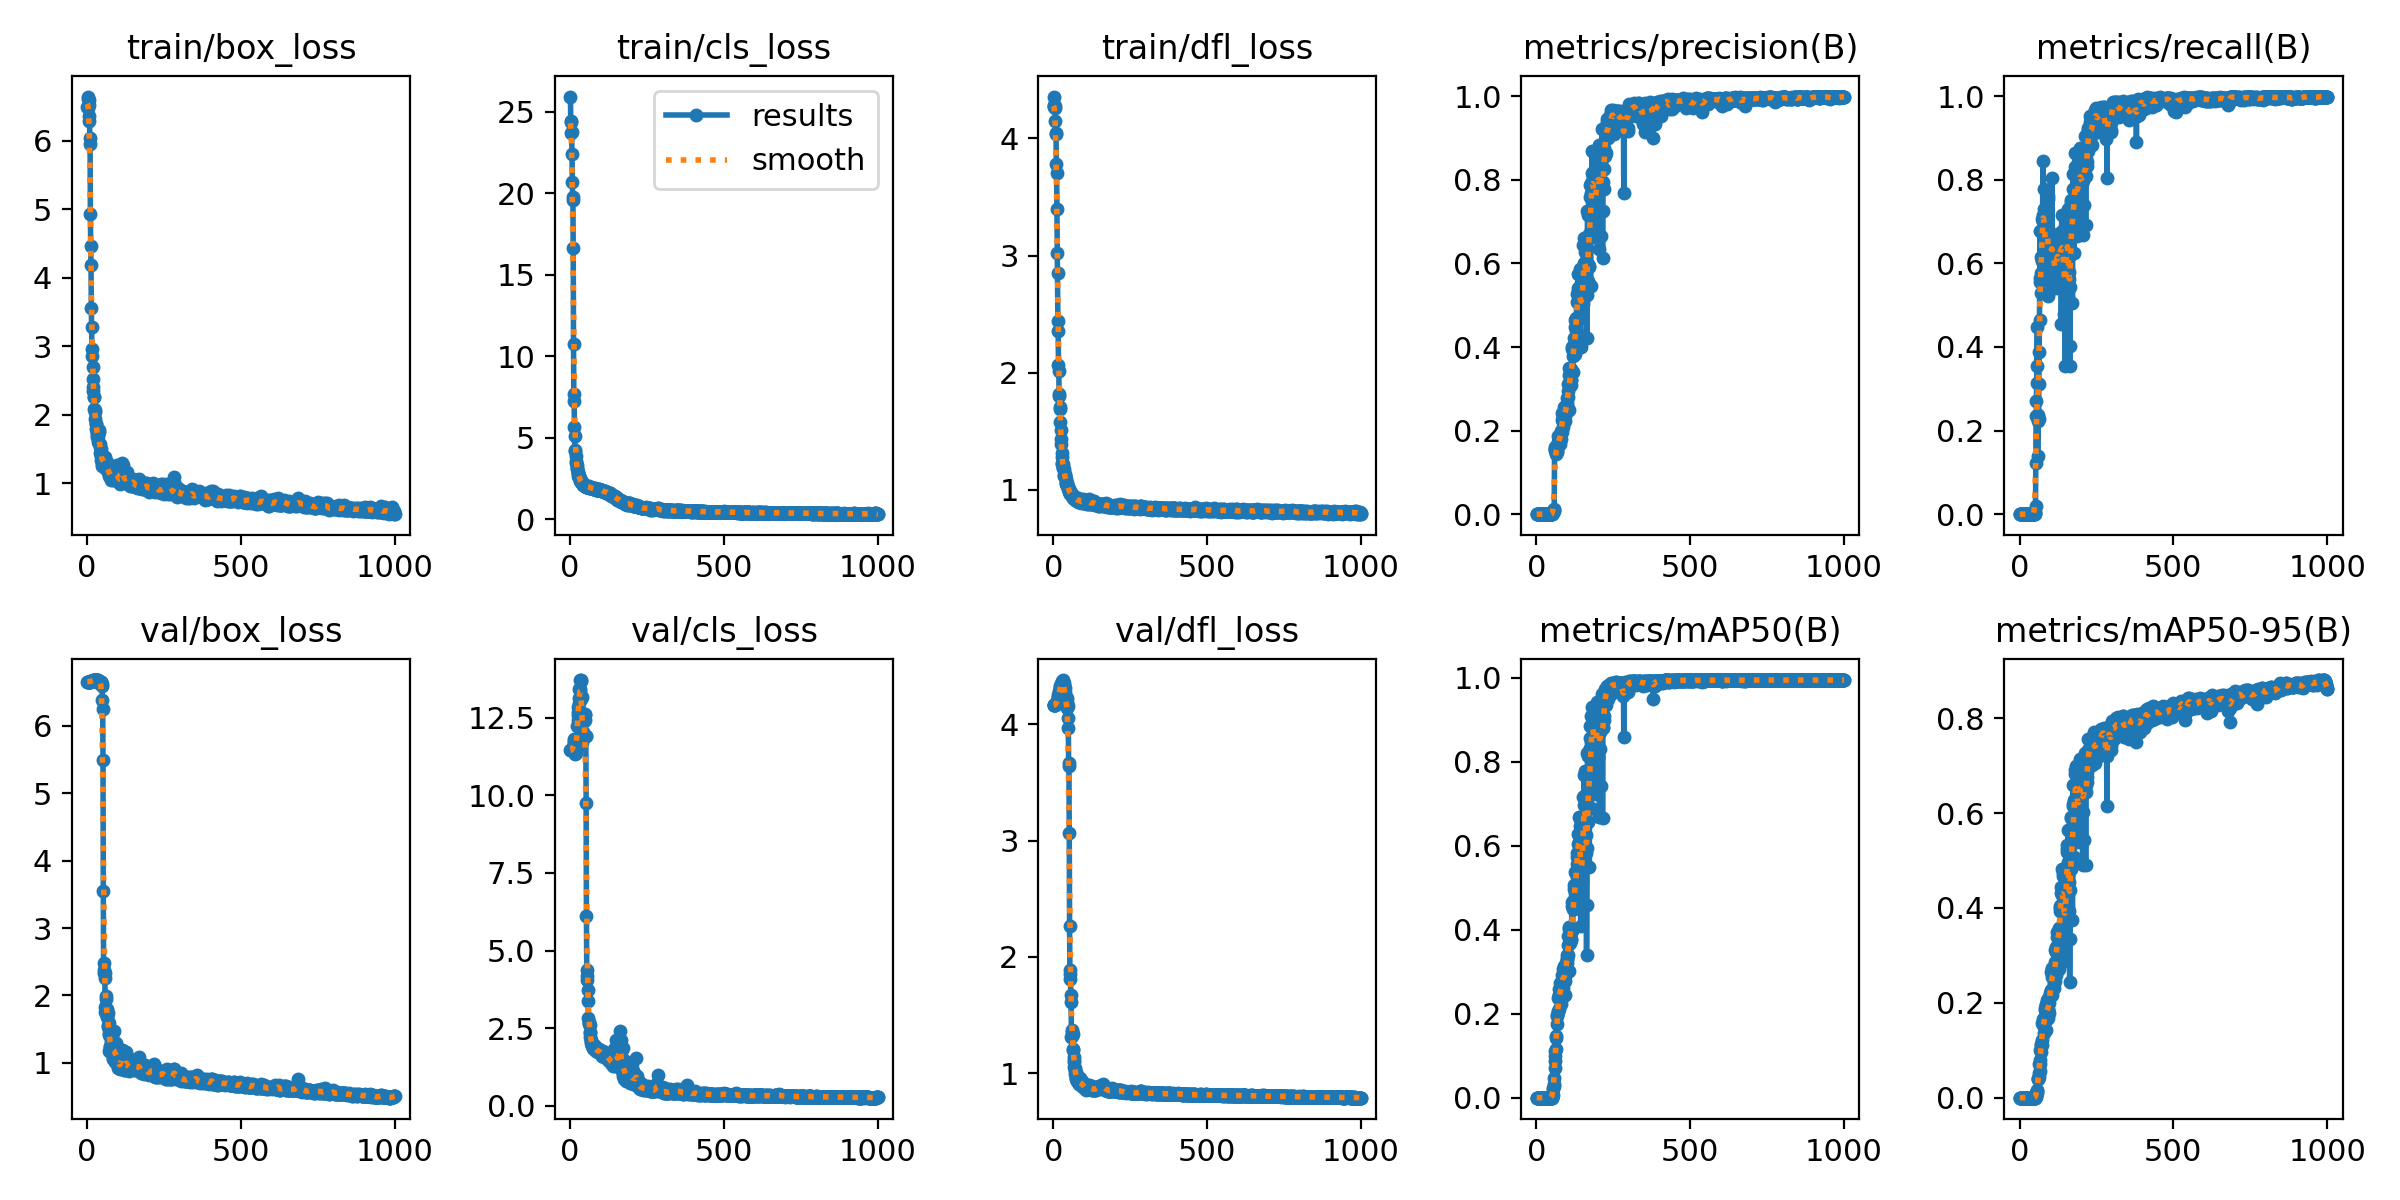 train/box_loss
train/cls_loss
train/dfl_loss
metrics/precision(B)
metrics/recall(B)
6
5
4
3
2
1
0 500 1000
25
20
15
10
5
0
results
smooth
0 500 1000
4
3
2
1
0 500 1000
1.0
0.8
0.6
0.4
0.2
0.0
0 500 1000
1.0
0.8
0.6
0.4
0.2
0.0
0 500 1000
val/box_loss
val/cls_loss
val/dfl_loss
metrics/mAP50(B)
metrics/mAP50-95(B)
6
5
4
3
2
1
0 500 1000
12.5
10.0
7.5
5.0
2.5
0.0
0 500 1000
4
3
2
1
0 500 1000
1.0
0.8
0.6
0.4
0.2
0.0
0 500 1000
0.8
0.6
0.4
0.2
0.0
0 500 1000